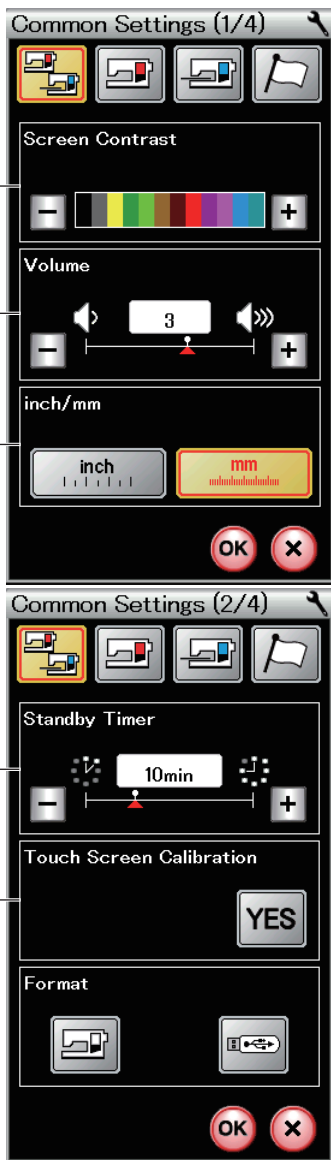 Common Settings (1/4)
Screen Contrast
− +
Volume
3
− +
inch/mm
inch mm
OK ×
Common Settings (2/4)
Standby Timer
10min
− +
Touch Screen Calibration
YES
Format
OK ×